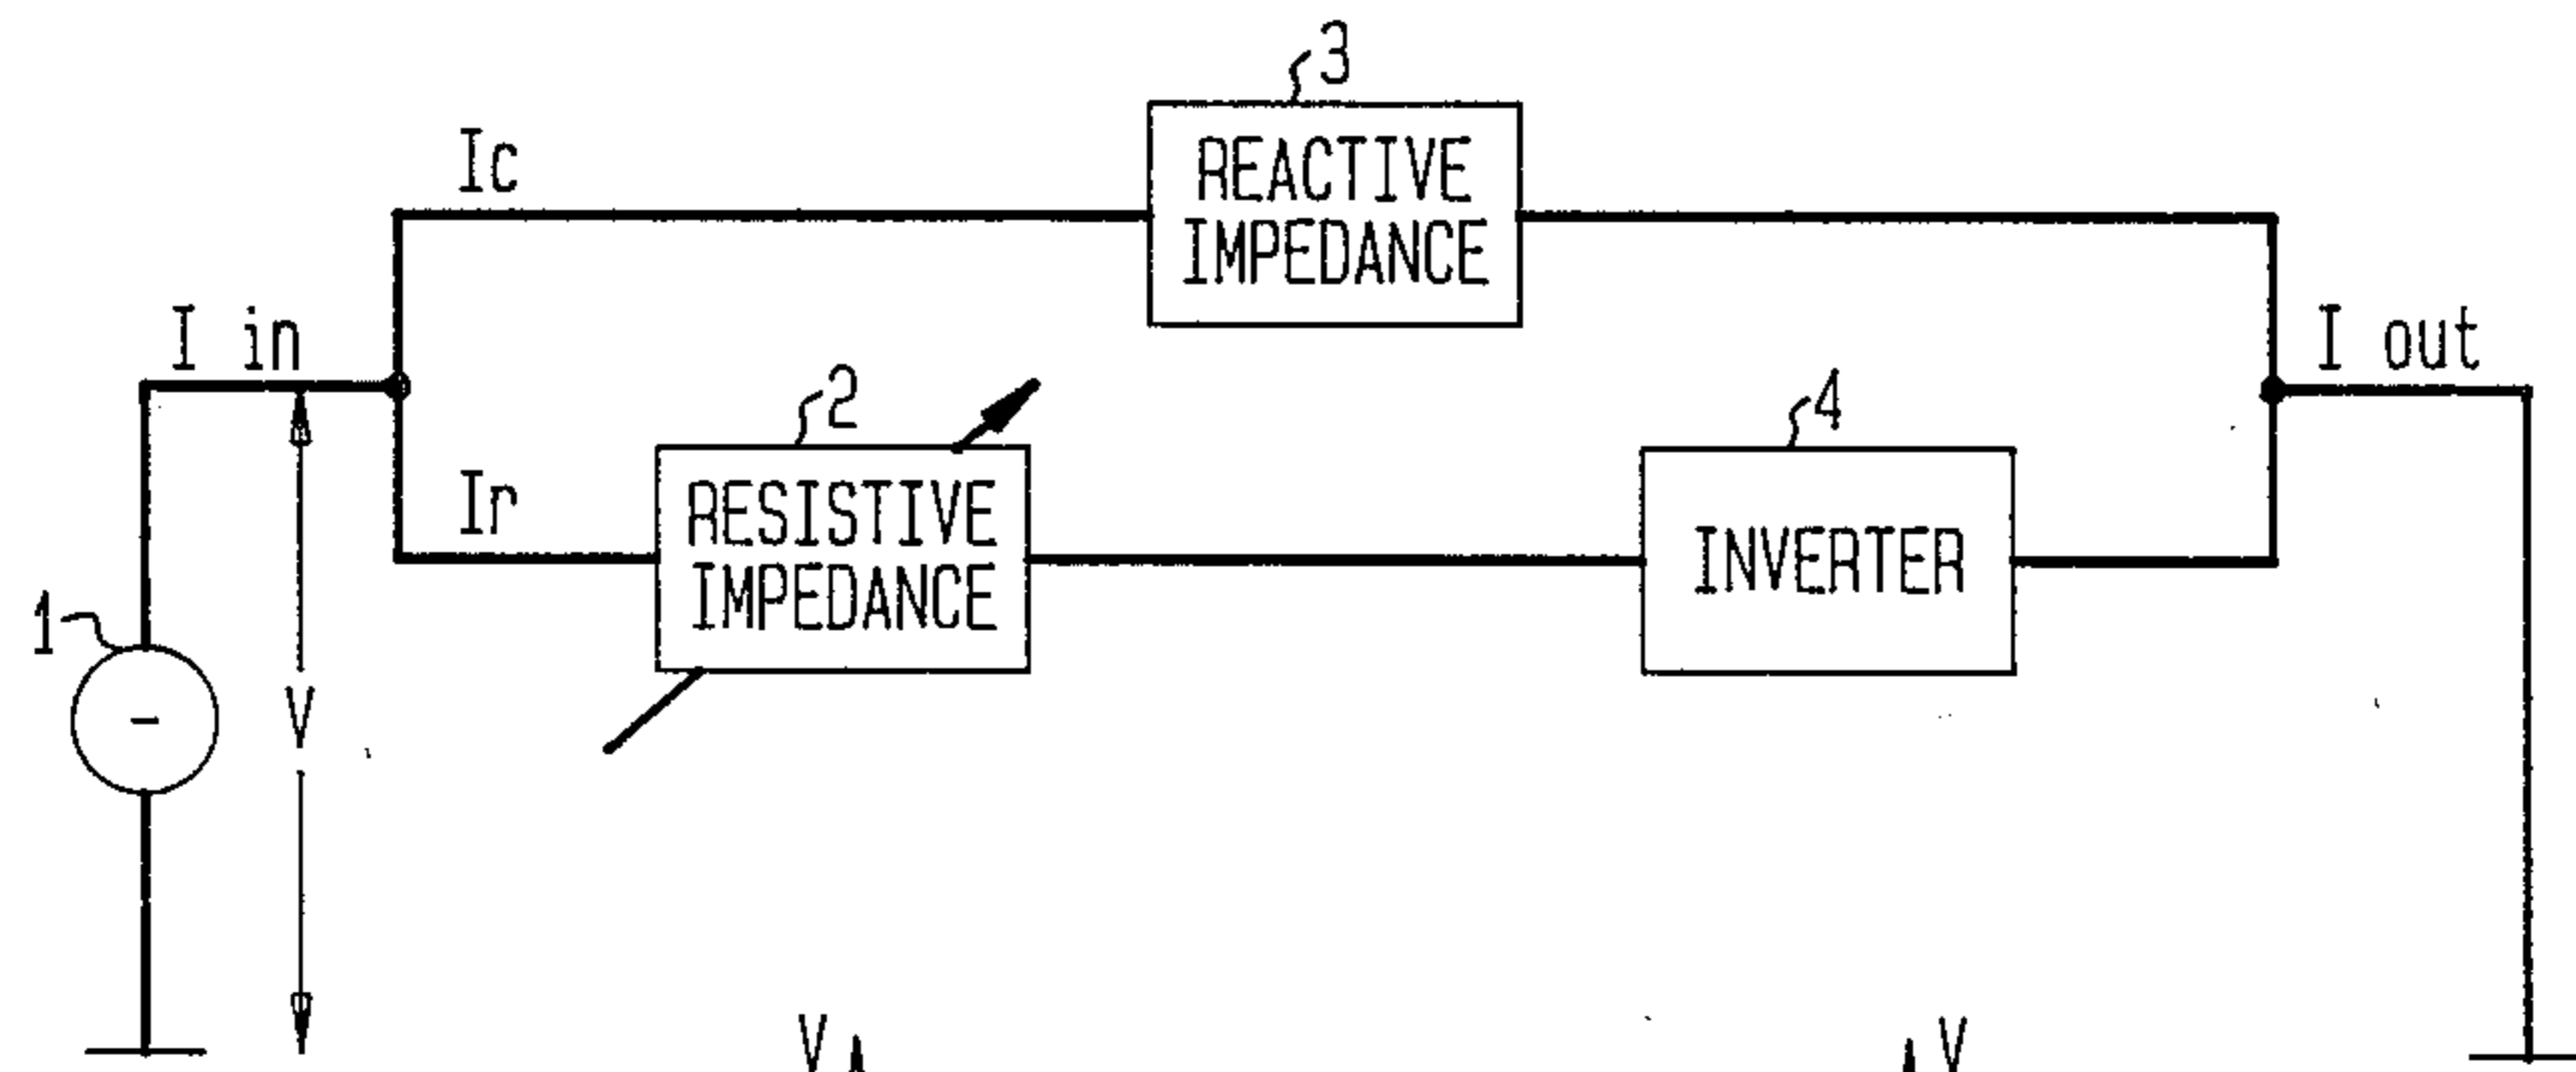 3
Ic
REACTIVE
IMPEDANCE
I in
I out
2
4
Ir
RESISTIVE
IMPEDANCE
INVERTER
1
-
V
V
V